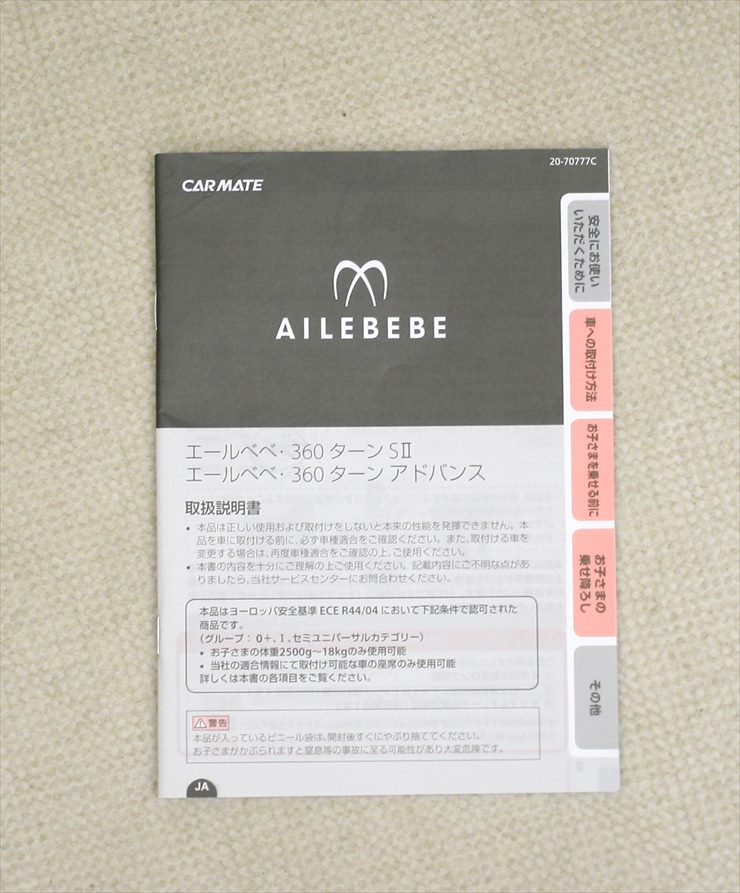 20-70777C
CARMATE
AILEBEBE
安全にお使い
いただくために
車への取付け方法
お子さまを乗せる前に
お子さまの
乗せ降ろし
その他
エールベベ・360 ターン SⅡ
エールベベ・360 ターン アドバンス
取扱説明書
• 本品は正しい使用および取付けをしないと本来の性能を発揮できません。本
品を車に取付ける前に、必ず車種適合をご確認ください。また、取付ける車を
変更する場合は、再度車種適合をご確認の上、ご使用ください。
• 本書の内容を十分にご理解の上ご使用ください。記載内容にご不明な点があ
りましたら、当社サービスセンターにお問合わせください。
本品はヨーロッパ安全基準 ECE R44/04 において下記条件で認可された
商品です。
（グループ：0+、I、セミユニバーサルカテゴリー）
• お子さまの体重2500g～18kgのみ使用可能
• 当社の適合情報にて取付け可能な車の座席のみ使用可能
詳しくは本書の各項目をご覧ください。
警告
本品が入っているビニール袋は、開封後すぐにやぶり捨ててください。
お子さまがかぶられますと窒息等の事故に至る可能性があり大変危険です。
JA